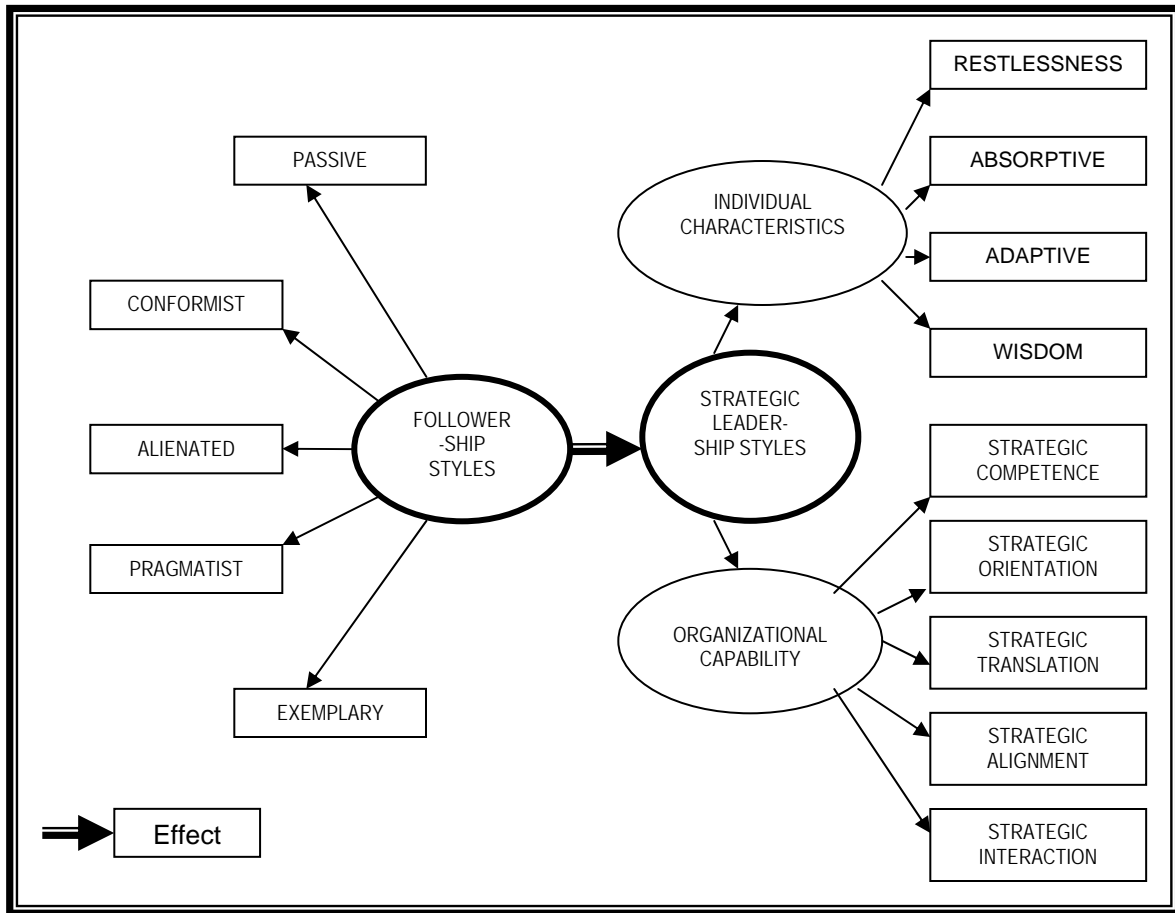 RESTLESSNESS
PASSIVE
ABSORPTIVE
INDIVIDUAL
CHARACTERISTICS
ADAPTIVE
CONFORMIST
WISDOM
FOLLOWER
-SHIP
STYLES
STRATEGIC
LEADER-
SHIP STYLES
ALIENATED
STRATEGIC
COMPETENCE
PRAGMATIST
STRATEGIC
ORIENTATION
ORGANIZATIONAL
CAPABILITY
STRATEGIC
TRANSLATION
EXEMPLARY
STRATEGIC
ALIGNMENT
Effect
STRATEGIC
INTERACTION